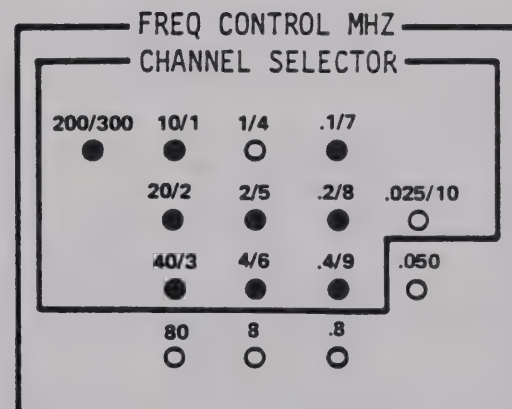 FREQ CONTROL MHZ
CHANNEL SELECTOR
200/300 10/1 1/4 .1/7
20/2 2/5 .2/8 .025/10
40/3 4/6 .4/9 .050
80 8 .8